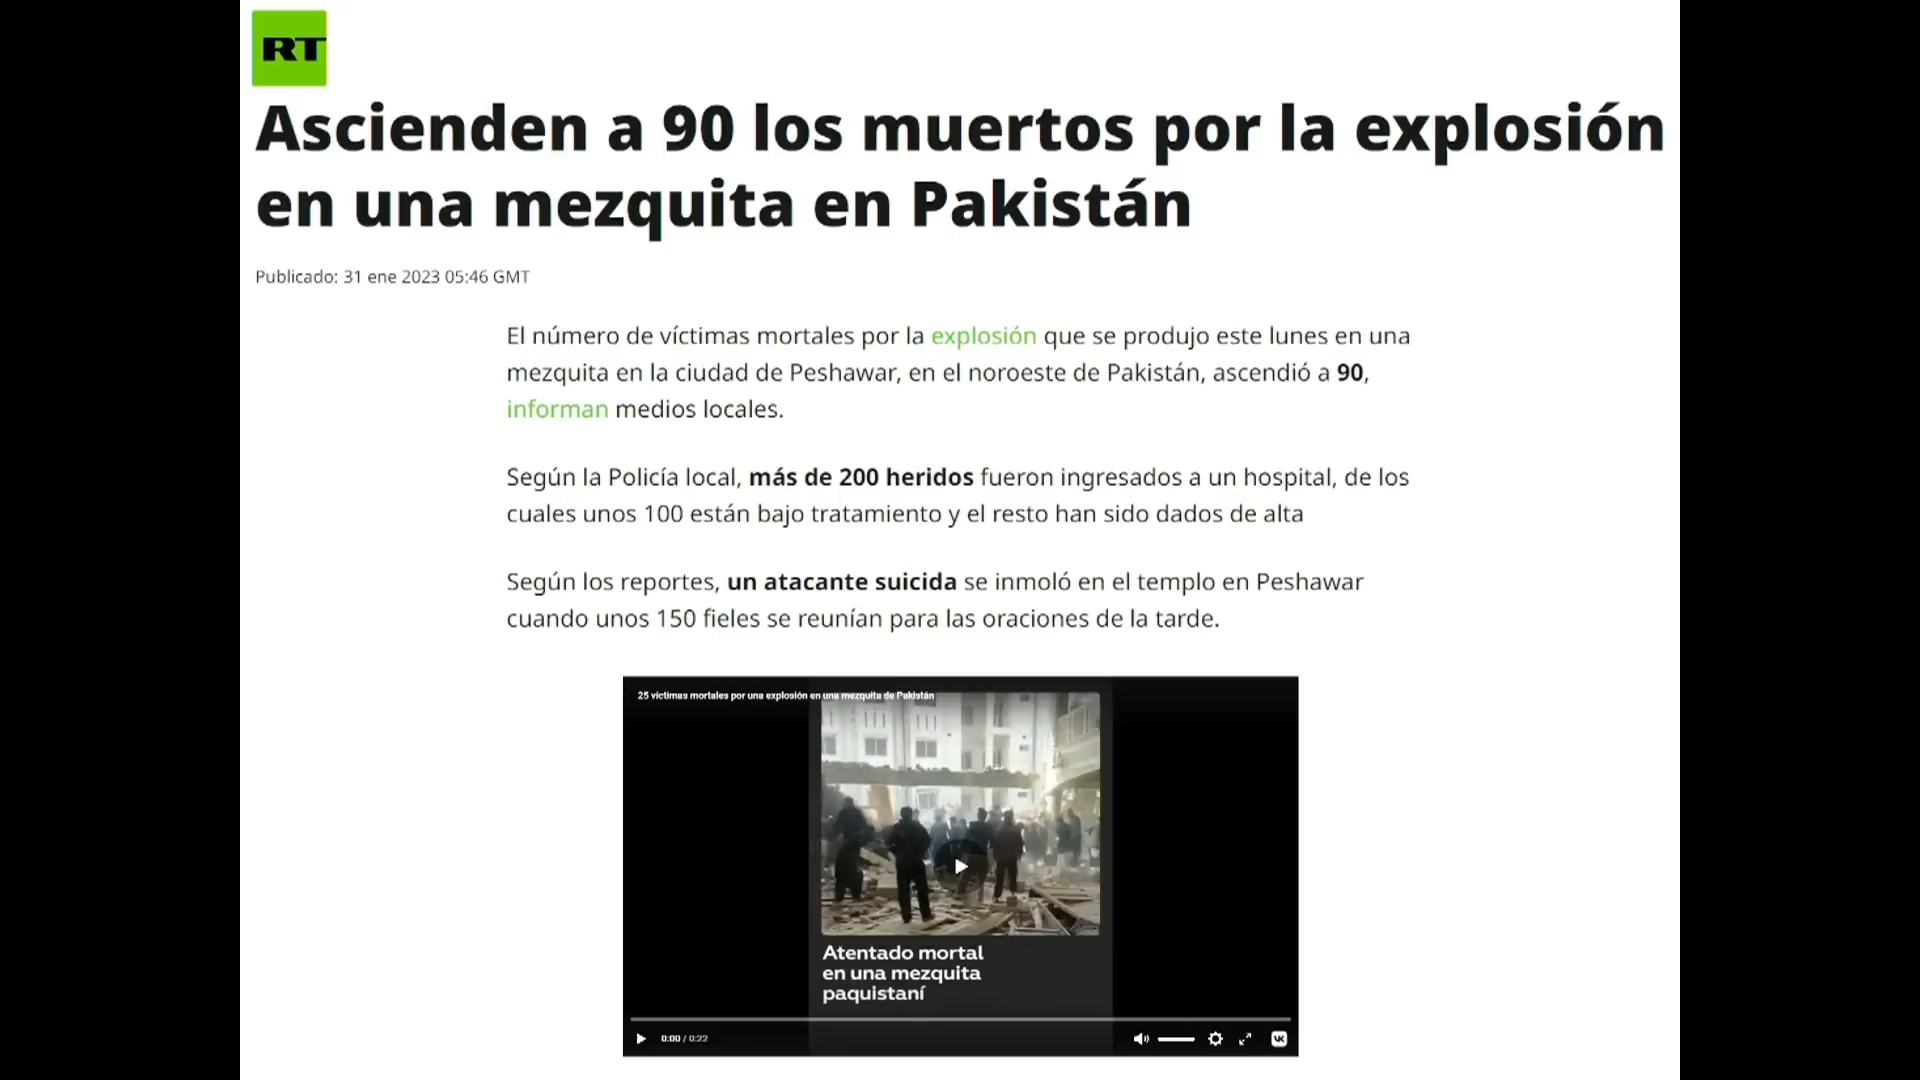 RT
Ascienden a 90 los muertos por la explosión
en una mezquita en Pakistán
Publicado: 31 ene 2023 05:46 GMT
El número de víctimas mortales por la explosión que se produjo este lunes en una
mezquita en la ciudad de Peshawar, en el noroeste de Pakistán, ascendió a 90,
informan medios locales.
Según la Policía local, más de 200 heridos fueron ingresados a un hospital, de los
cuales unos 100 están bajo tratamiento y el resto han sido dados de alta
Según los reportes, un atacante suicida se inmoló en el templo en Peshawar
cuando unos 150 fieles se reunían para las oraciones de la tarde.
25 víctimas mortales por una explosión en una mezquita de Pakistán
Atentado mortal
en una mezquita
paquistaní
0:00 / 0:22